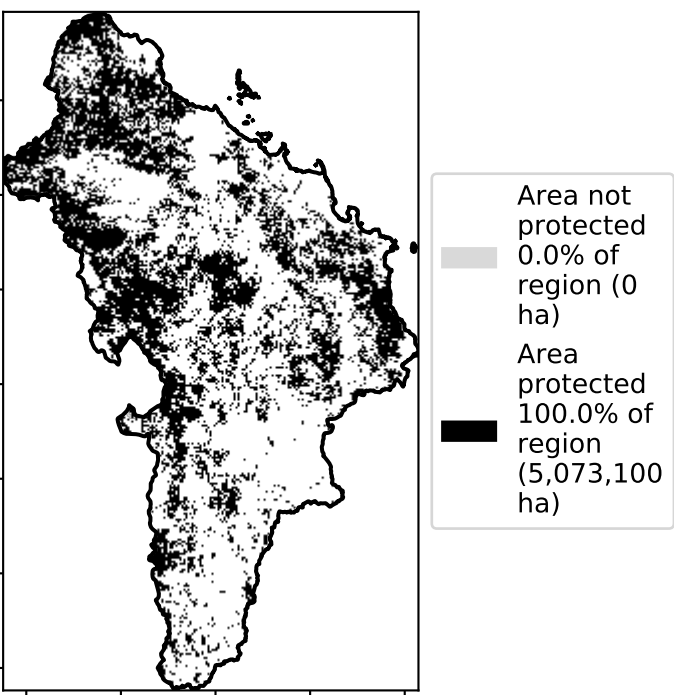 Area not
protected
0.0% of
region (0
ha)
Area
protected
100.0% of
region
(5,073,100
ha)